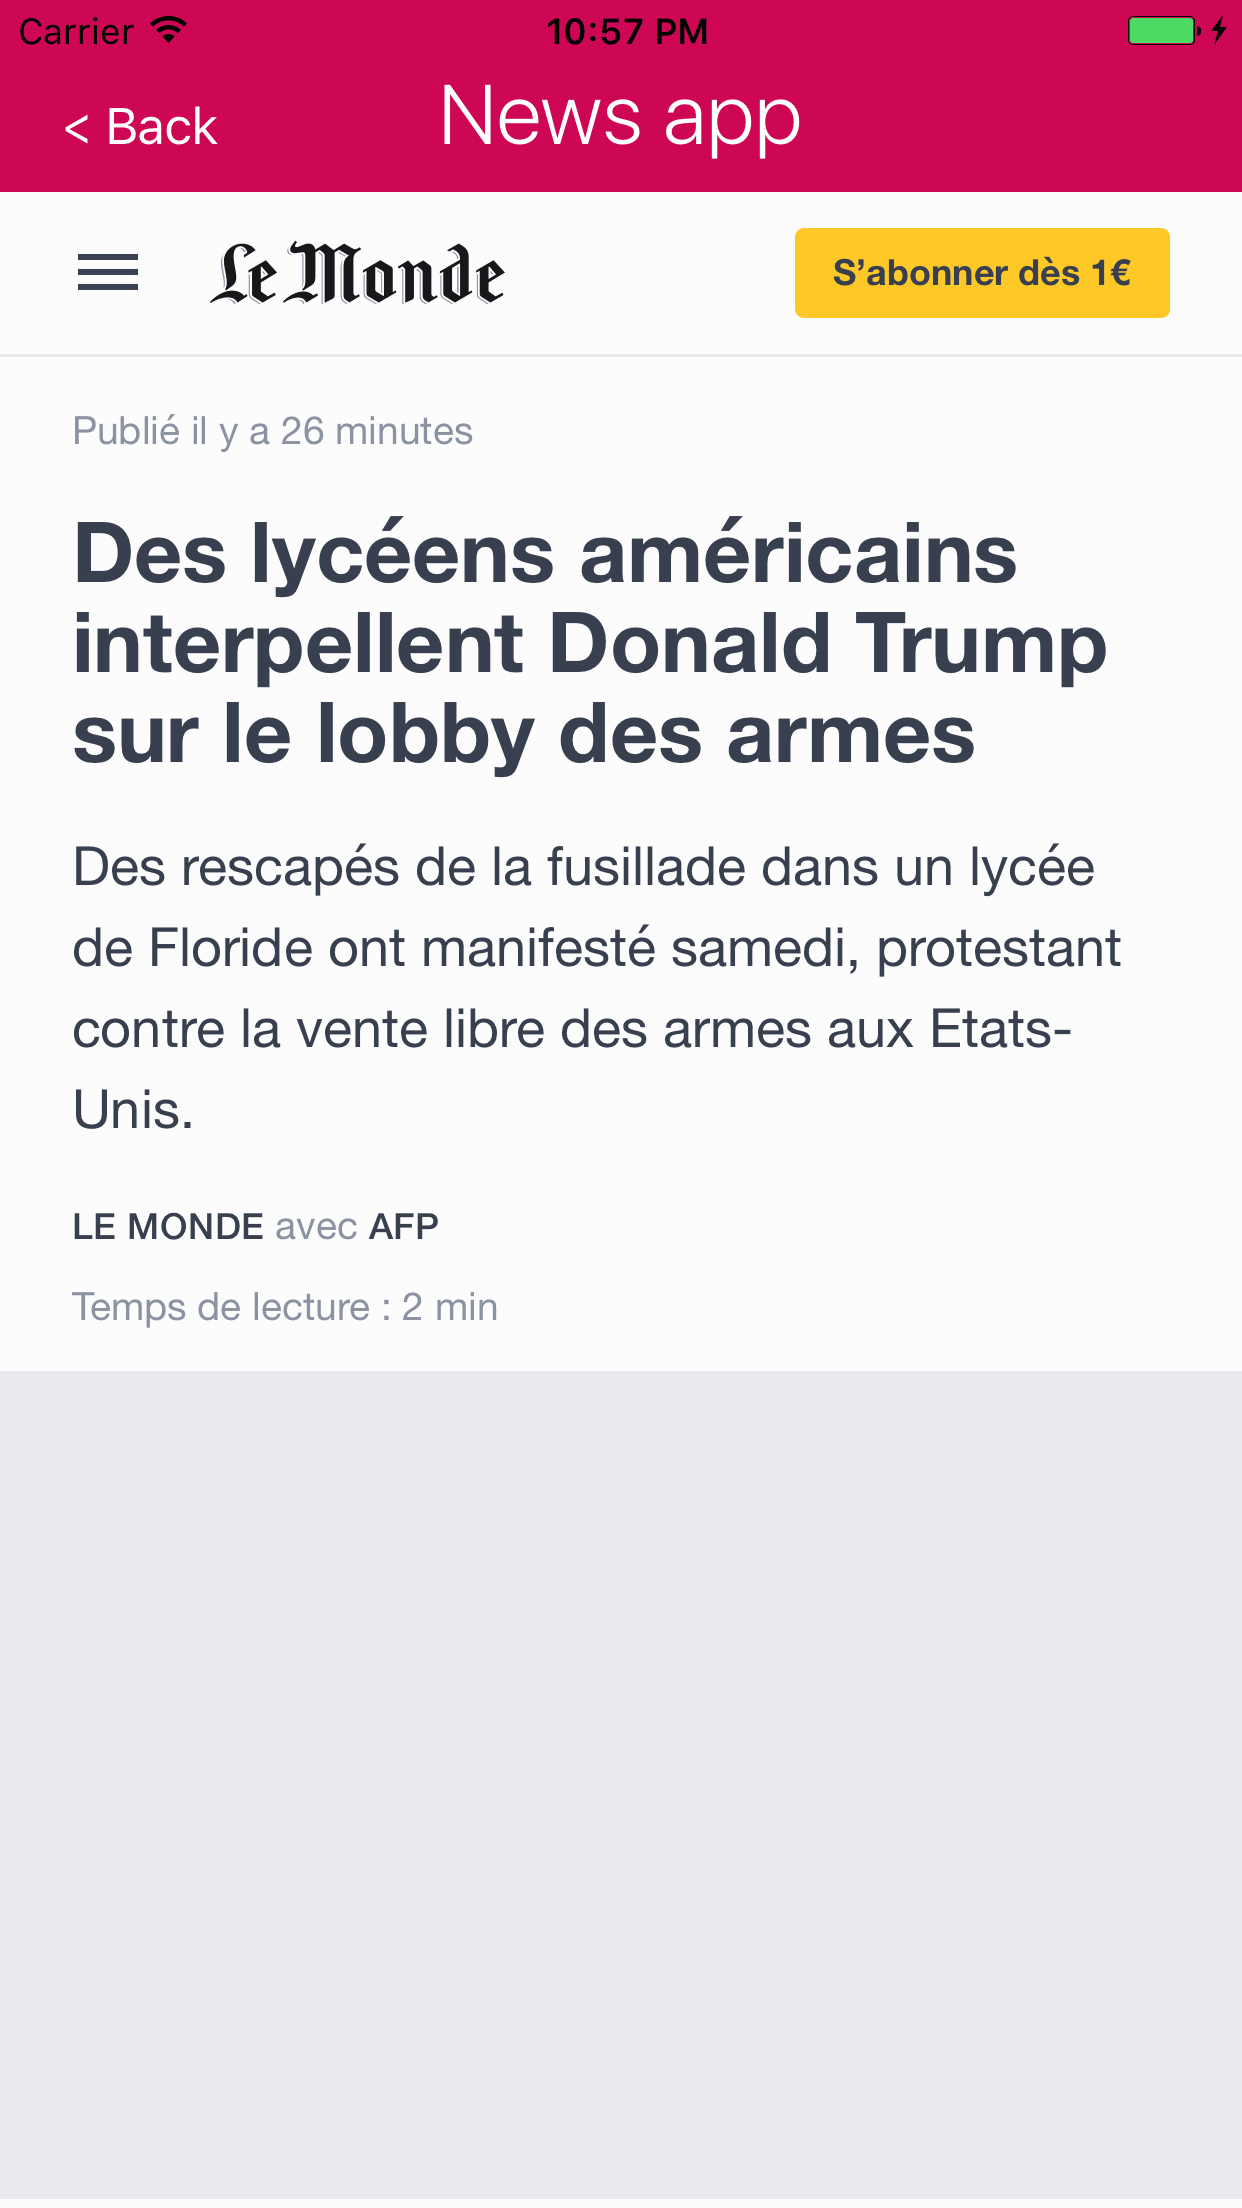 Carrier
10:57 PM
< Back
News app
Le Monde
S’abonner dès 1€
Publié il y a 26 minutes
Des lycéens américains
interpellent Donald Trump
sur le lobby des armes
Des rescapés de la fusillade dans un lycée
de Floride ont manifesté samedi, protestant
contre la vente libre des armes aux Etats-
Unis.
LE MONDE avec AFP
Temps de lecture : 2 min